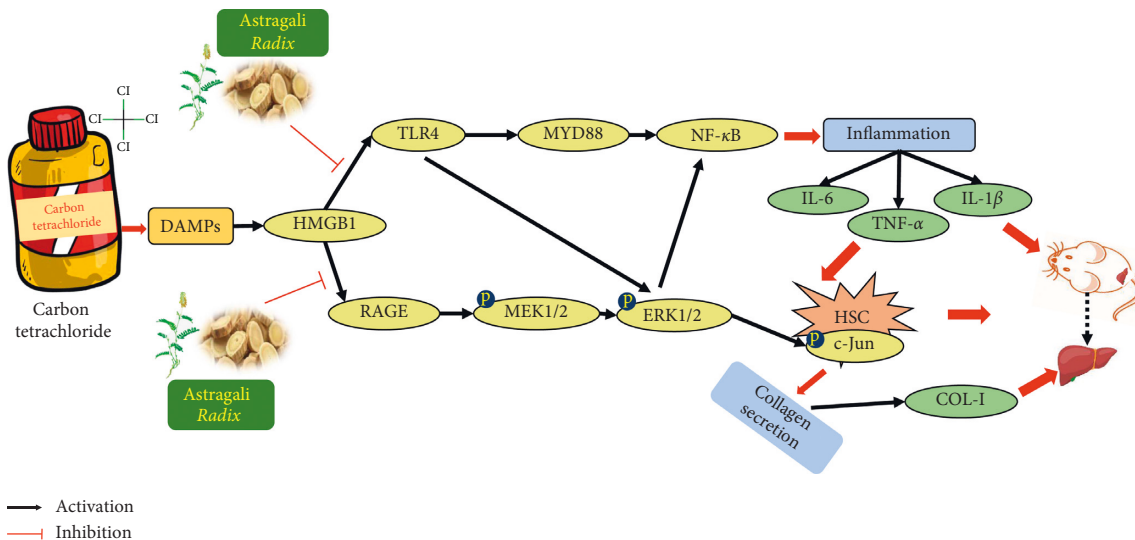 Astragali
Radix
Cl
Cl
Cl
Cl
Carbon
tetrachloride
Carbon
tetrachloride
DAMPs
HMGB1
TLR4
MYD88
NF-κB
Inflammation
IL-6
TNF-α
IL-1β
RAGE
P
MEK1/2
P
ERK1/2
HSC
P
c-Jun
Collagen
secretion
COL-I
Astragali
Radix
Activation
Inhibition